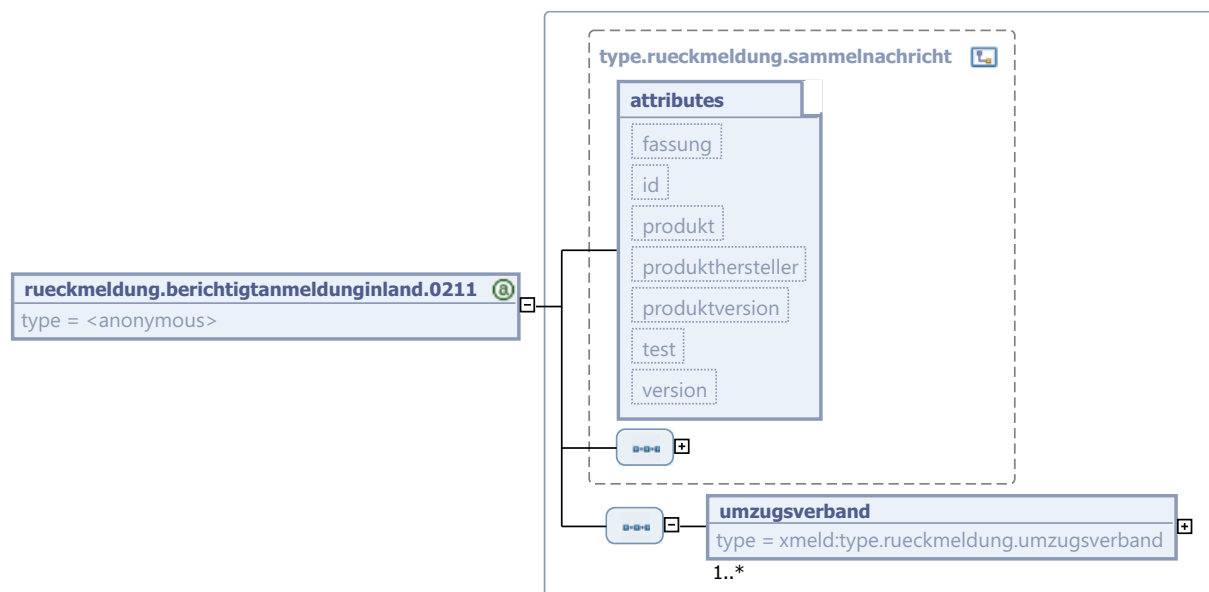 type.rueckmeldung.sammelnachricht
attributes
fassung
id
produkt
produkthersteller
produktversion
test
version
rueckmeldung.berichtigtanmeldunginland.0211
type = <anonymous>
umzugsverband
type = xmeld:type.rueckmeldung.umzugsverband
1..*